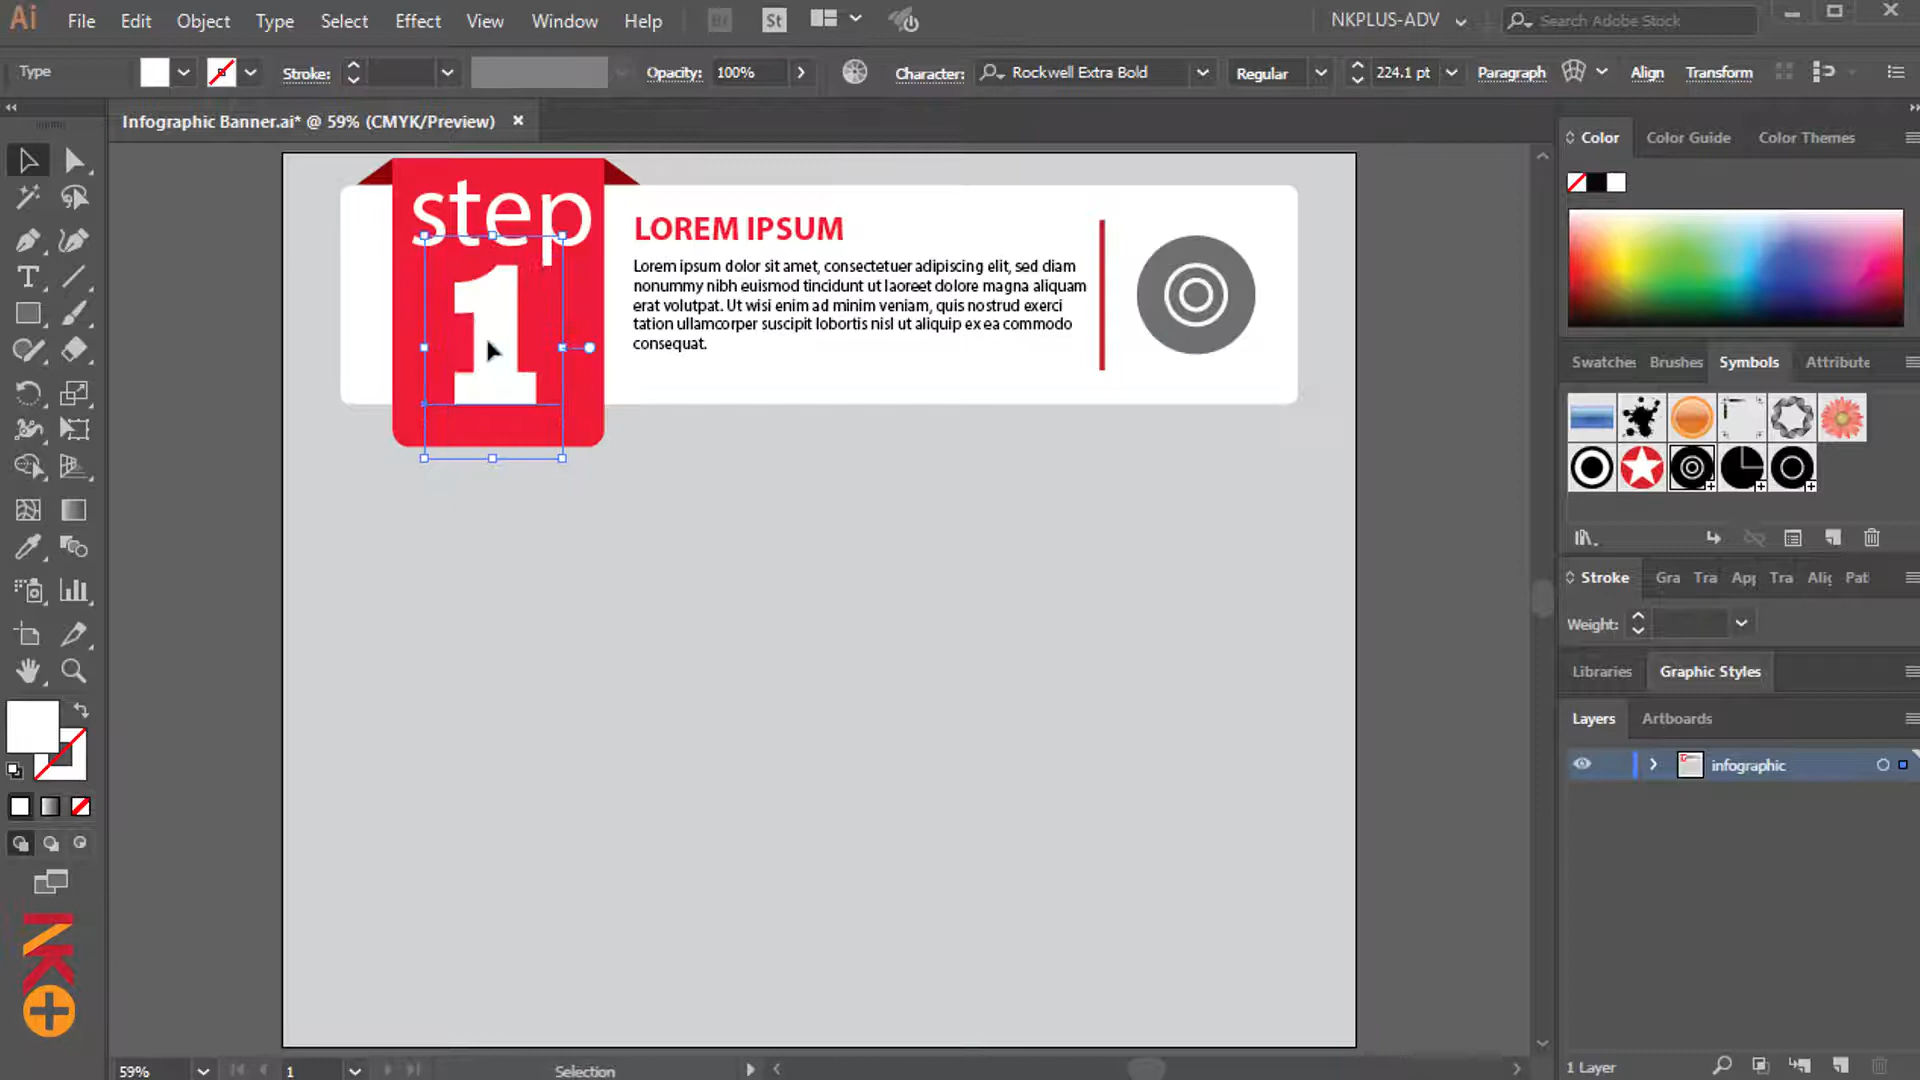 Ai File Edit Object Type Select Effect View Window Help Br St NKPLUS-ADV Search Adobe Stock
Type Stroke: Opacity: 100% Character: Rockwell Extra Bold Regular 224.1 pt Paragraph Align Transform
Infographic Banner.ai* @ 59% (CMYK/Preview)
step
1
LOREM IPSUM
Lorem ipsum dolor sit amet, consectetuer adipiscing elit, sed diam
nonummy nibh euismod tincidunt ut laoreet dolore magna aliquam
erat volutpat. Ut wisi enim ad minim veniam, quis nostrud exerci
tation ullamcorper suscipit lobortis nisl ut aliquip ex ea commodo
consequat.
Color Color Guide Color Themes
Swatches Brushes Symbols Attribute
Stroke Gra Tra App Tra Alig Pat
Weight:
Libraries Graphic Styles
Layers Artboards
infographic
NK
59% 1 Selection
1 Layer